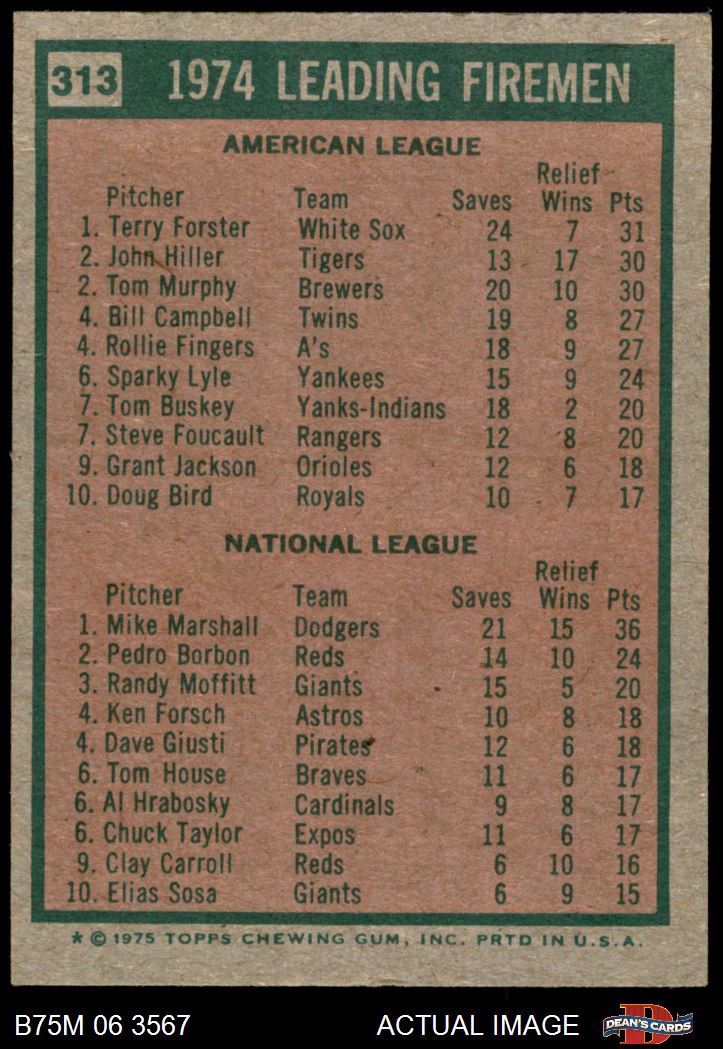 313 1974 LEADING FIREMEN
AMERICAN LEAGUE
Relief
Pitcher Team Saves Wins Pts
1. Terry Forster White Sox 24 7 31
2. John Hiller Tigers 13 17 30
2. Tom Murphy Brewers 20 10 30
4. Bill Campbell Twins 19 8 27
4. Rollie Fingers A's 18 9 27
6. Sparky Lyle Yankees 15 9 24
7. Tom Buskey Yanks-Indians 18 2 20
7. Steve Foucault Rangers 12 8 20
9. Grant Jackson Orioles 12 6 18
10. Doug Bird Royals 10 7 17
NATIONAL LEAGUE
Relief
Pitcher Team Saves Wins Pts
1. Mike Marshall Dodgers 21 15 36
2. Pedro Borbon Reds 14 10 24
3. Randy Moffitt Giants 15 5 20
4. Ken Forsch Astros 10 8 18
4. Dave Giusti Pirates 12 6 18
6. Tom House Braves 11 6 17
6. Al Hrabosky Cardinals 9 8 17
6. Chuck Taylor Expos 11 6 17
9. Clay Carroll Reds 6 10 16
10. Elias Sosa Giants 6 9 15
* © 1975 TOPPS CHEWING GUM, INC. PRTD IN U.S.A.
B75M 06 3567 ACTUAL IMAGE D DEAN'S CARDS